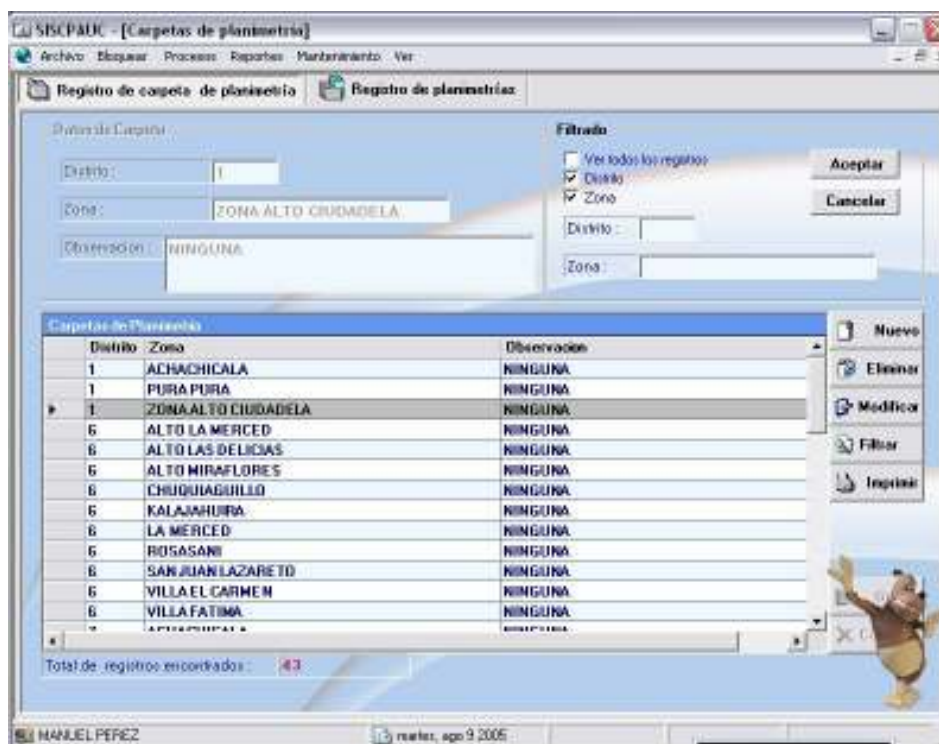 SISCPAUC - [Carpetas de planimetria]
Archivo Bloquear Procesos Reportes Mantenimiento Ver
Registro de carpeta de planimetria Registro de planimetrias
Datos de Carpeta
Distrito : 1
Zona : ZONA ALTO CIUDADELA
Observacion : NINGUNA
Filtrado
Ver todos los registros
Distrito
Zona
Distrito :
Zona :
Aceptar
Cancelar
Carpetas de Planimetria
Distrito Zona Observacion
1 ACHACHICALA NINGUNA
1 PURA PURA NINGUNA
1 ZONA ALTO CIUDADELA NINGUNA
6 ALTO LA MERCED NINGUNA
6 ALTO LAS DELICIAS NINGUNA
6 ALTO MIRAFLORES NINGUNA
6 CHUQUIAGUILLO NINGUNA
6 KALAJAHUIRA NINGUNA
6 LA MERCED NINGUNA
6 ROSASANI NINGUNA
6 SAN JUAN LAZARETO NINGUNA
6 VILLA EL CARMEN NINGUNA
6 VILLA FATIMA NINGUNA
Nuevo
Eliminar
Modificar
Filtrar
Imprimir
Total de registros encontrados : 43
MANUEL PEREZ martes, ago 9 2005